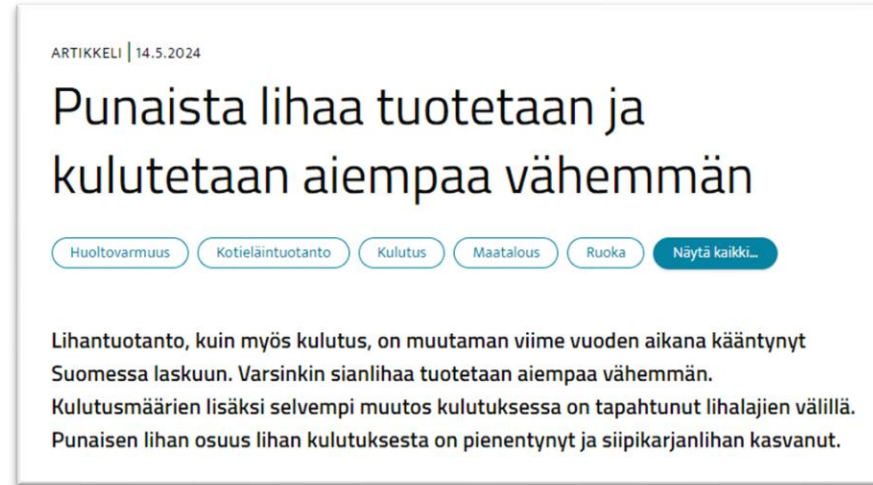 ARTIKKELI | 14.5.2024
Punaista lihaa tuotetaan ja
kulutetaan aiempaa vähemmän
Huoltovarmuus Kotieläintuotanto Kulutus Maatalous Ruoka Näytä kaikki...
Lihantuotanto, kuin myös kulutus, on muutaman viime vuoden aikana kääntynyt
Suomessa laskuun. Varsinkin sianlihaa tuotetaan aiempaa vähemmän.
Kulutusmäärien lisäksi selvempi muutos kulutuksessa on tapahtunut lihalajien välillä.
Punaisen lihan osuus lihan kulutuksesta on pienentynyt ja siipikarjanlihan kasvanut.